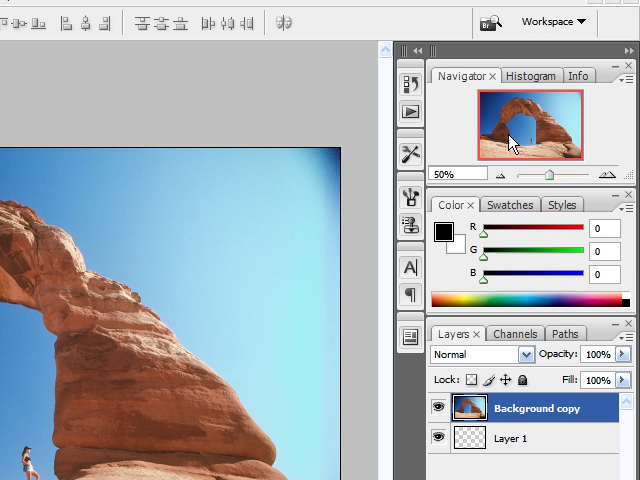 Br
Workspace
Navigator Histogram Info
50%
Color Swatches Styles
R 0
G 0
B 0
A
Layers Channels Paths
Normal Opacity: 100%
Lock: Fill: 100%
Background copy
Layer 1